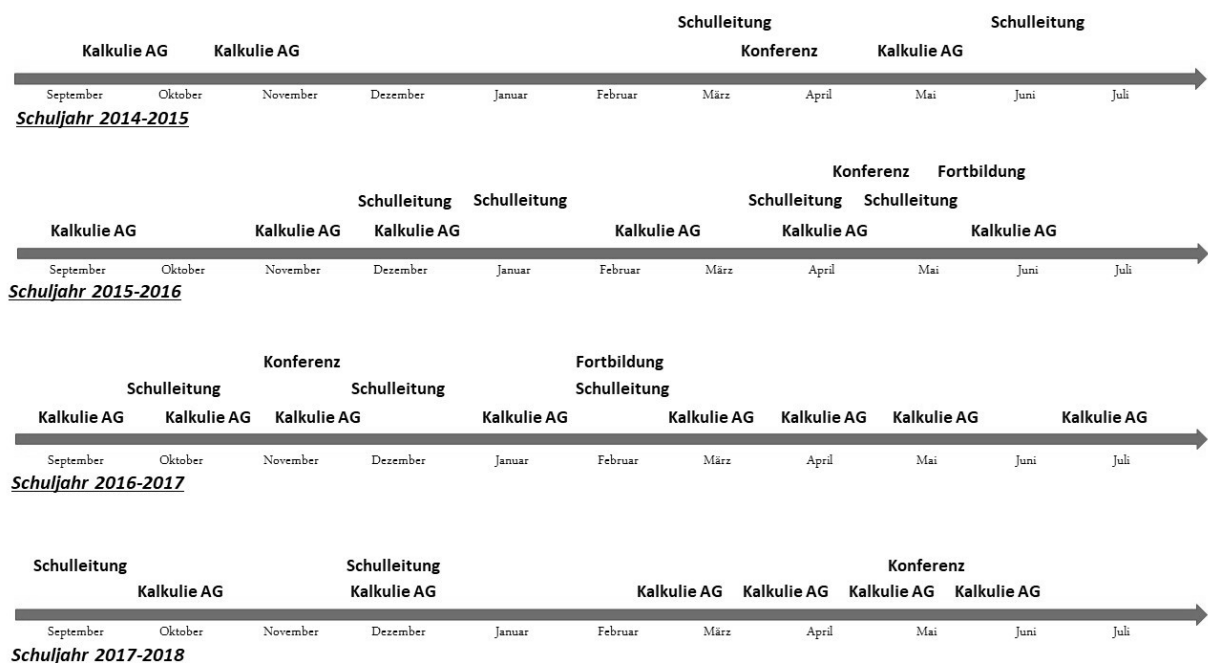 Schulleitung Schulleitung
Kalkulie AG Kalkulie AG Konferenz Kalkulie AG
September Oktober November Dezember Januar Februar März April Mai Juni Juli
Schuljahr 2014-2015
Konferenz Fortbildung
Schulleitung Schulleitung Schulleitung Schulleitung
Kalkulie AG Kalkulie AG Kalkulie AG Kalkulie AG Kalkulie AG Kalkulie AG
September Oktober November Dezember Januar Februar März April Mai Juni Juli
Schuljahr 2015-2016
Konferenz Fortbildung
Schulleitung Schulleitung Schulleitung
Kalkulie AG Kalkulie AG Kalkulie AG Kalkulie AG Kalkulie AG Kalkulie AG Kalkulie AG Kalkulie AG
September Oktober November Dezember Januar Februar März April Mai Juni Juli
Schuljahr 2016-2017
Schulleitung Schulleitung Konferenz
Kalkulie AG Kalkulie AG Kalkulie AG Kalkulie AG Kalkulie AG Kalkulie AG
September Oktober November Dezember Januar Februar März April Mai Juni Juli
Schuljahr 2017-2018